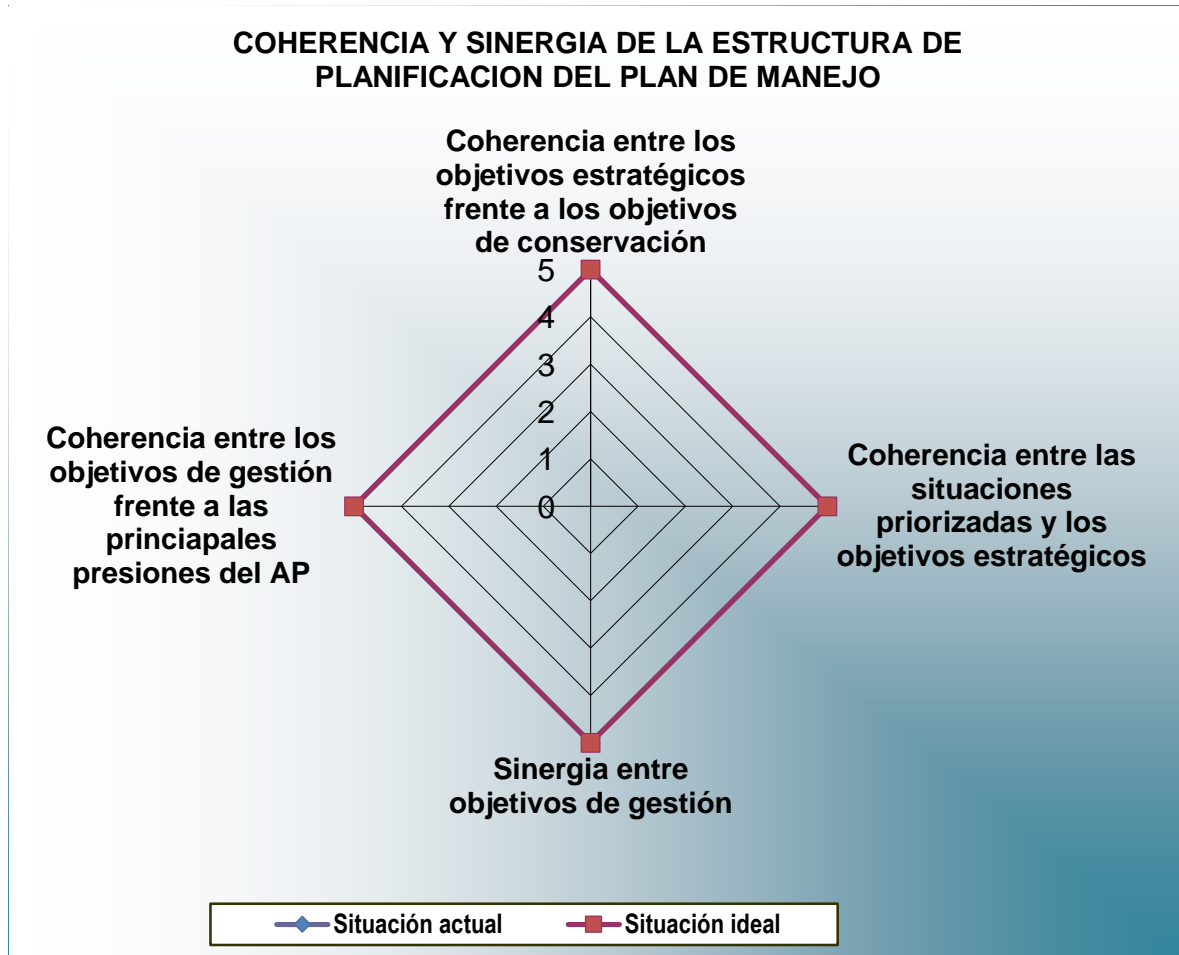 COHERENCIA Y SINERGIA DE LA ESTRUCTURA DE
PLANIFICACION DEL PLAN DE MANEJO
Coherencia entre los
objetivos estratégicos
frente a los objetivos
de conservación
5
4
3
2
1
0
Coherencia entre los
objetivos de gestión
frente a las
princiapales
presiones del AP
Coherencia entre las
situaciones
priorizadas y los
objetivos estratégicos
Sinergia entre
objetivos de gestión
Situación actual
Situación ideal